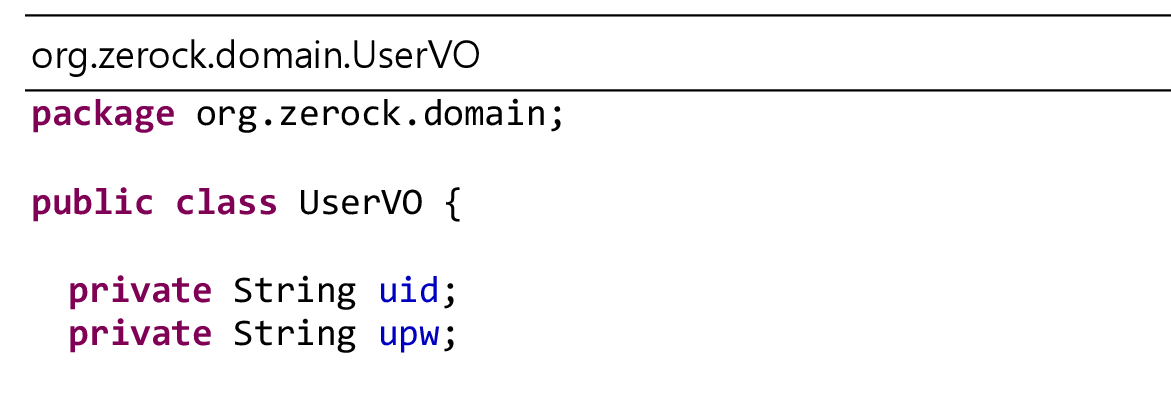 org.zerock.domain.UserVO
package org.zerock.domain;
public class UserVO {
private String uid;
private String upw;